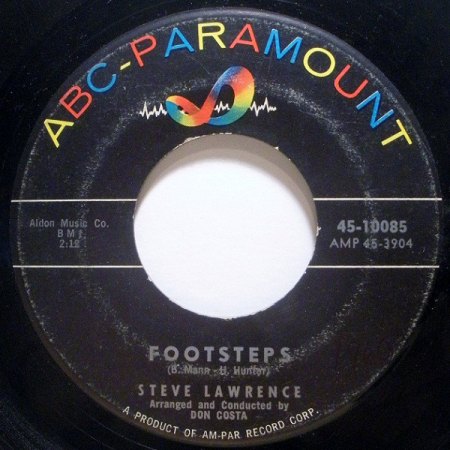 ABC-PARAMOUNT
Aldon Music Co.
BMI
2:12
45-10085
AMP 45-3904
FOOTSTEPS
(B. Mann - H. Hunter)
STEVE LAWRENCE
Arranged and Conducted by
DON COSTA
A PRODUCT OF AM-PAR RECORD CORP.